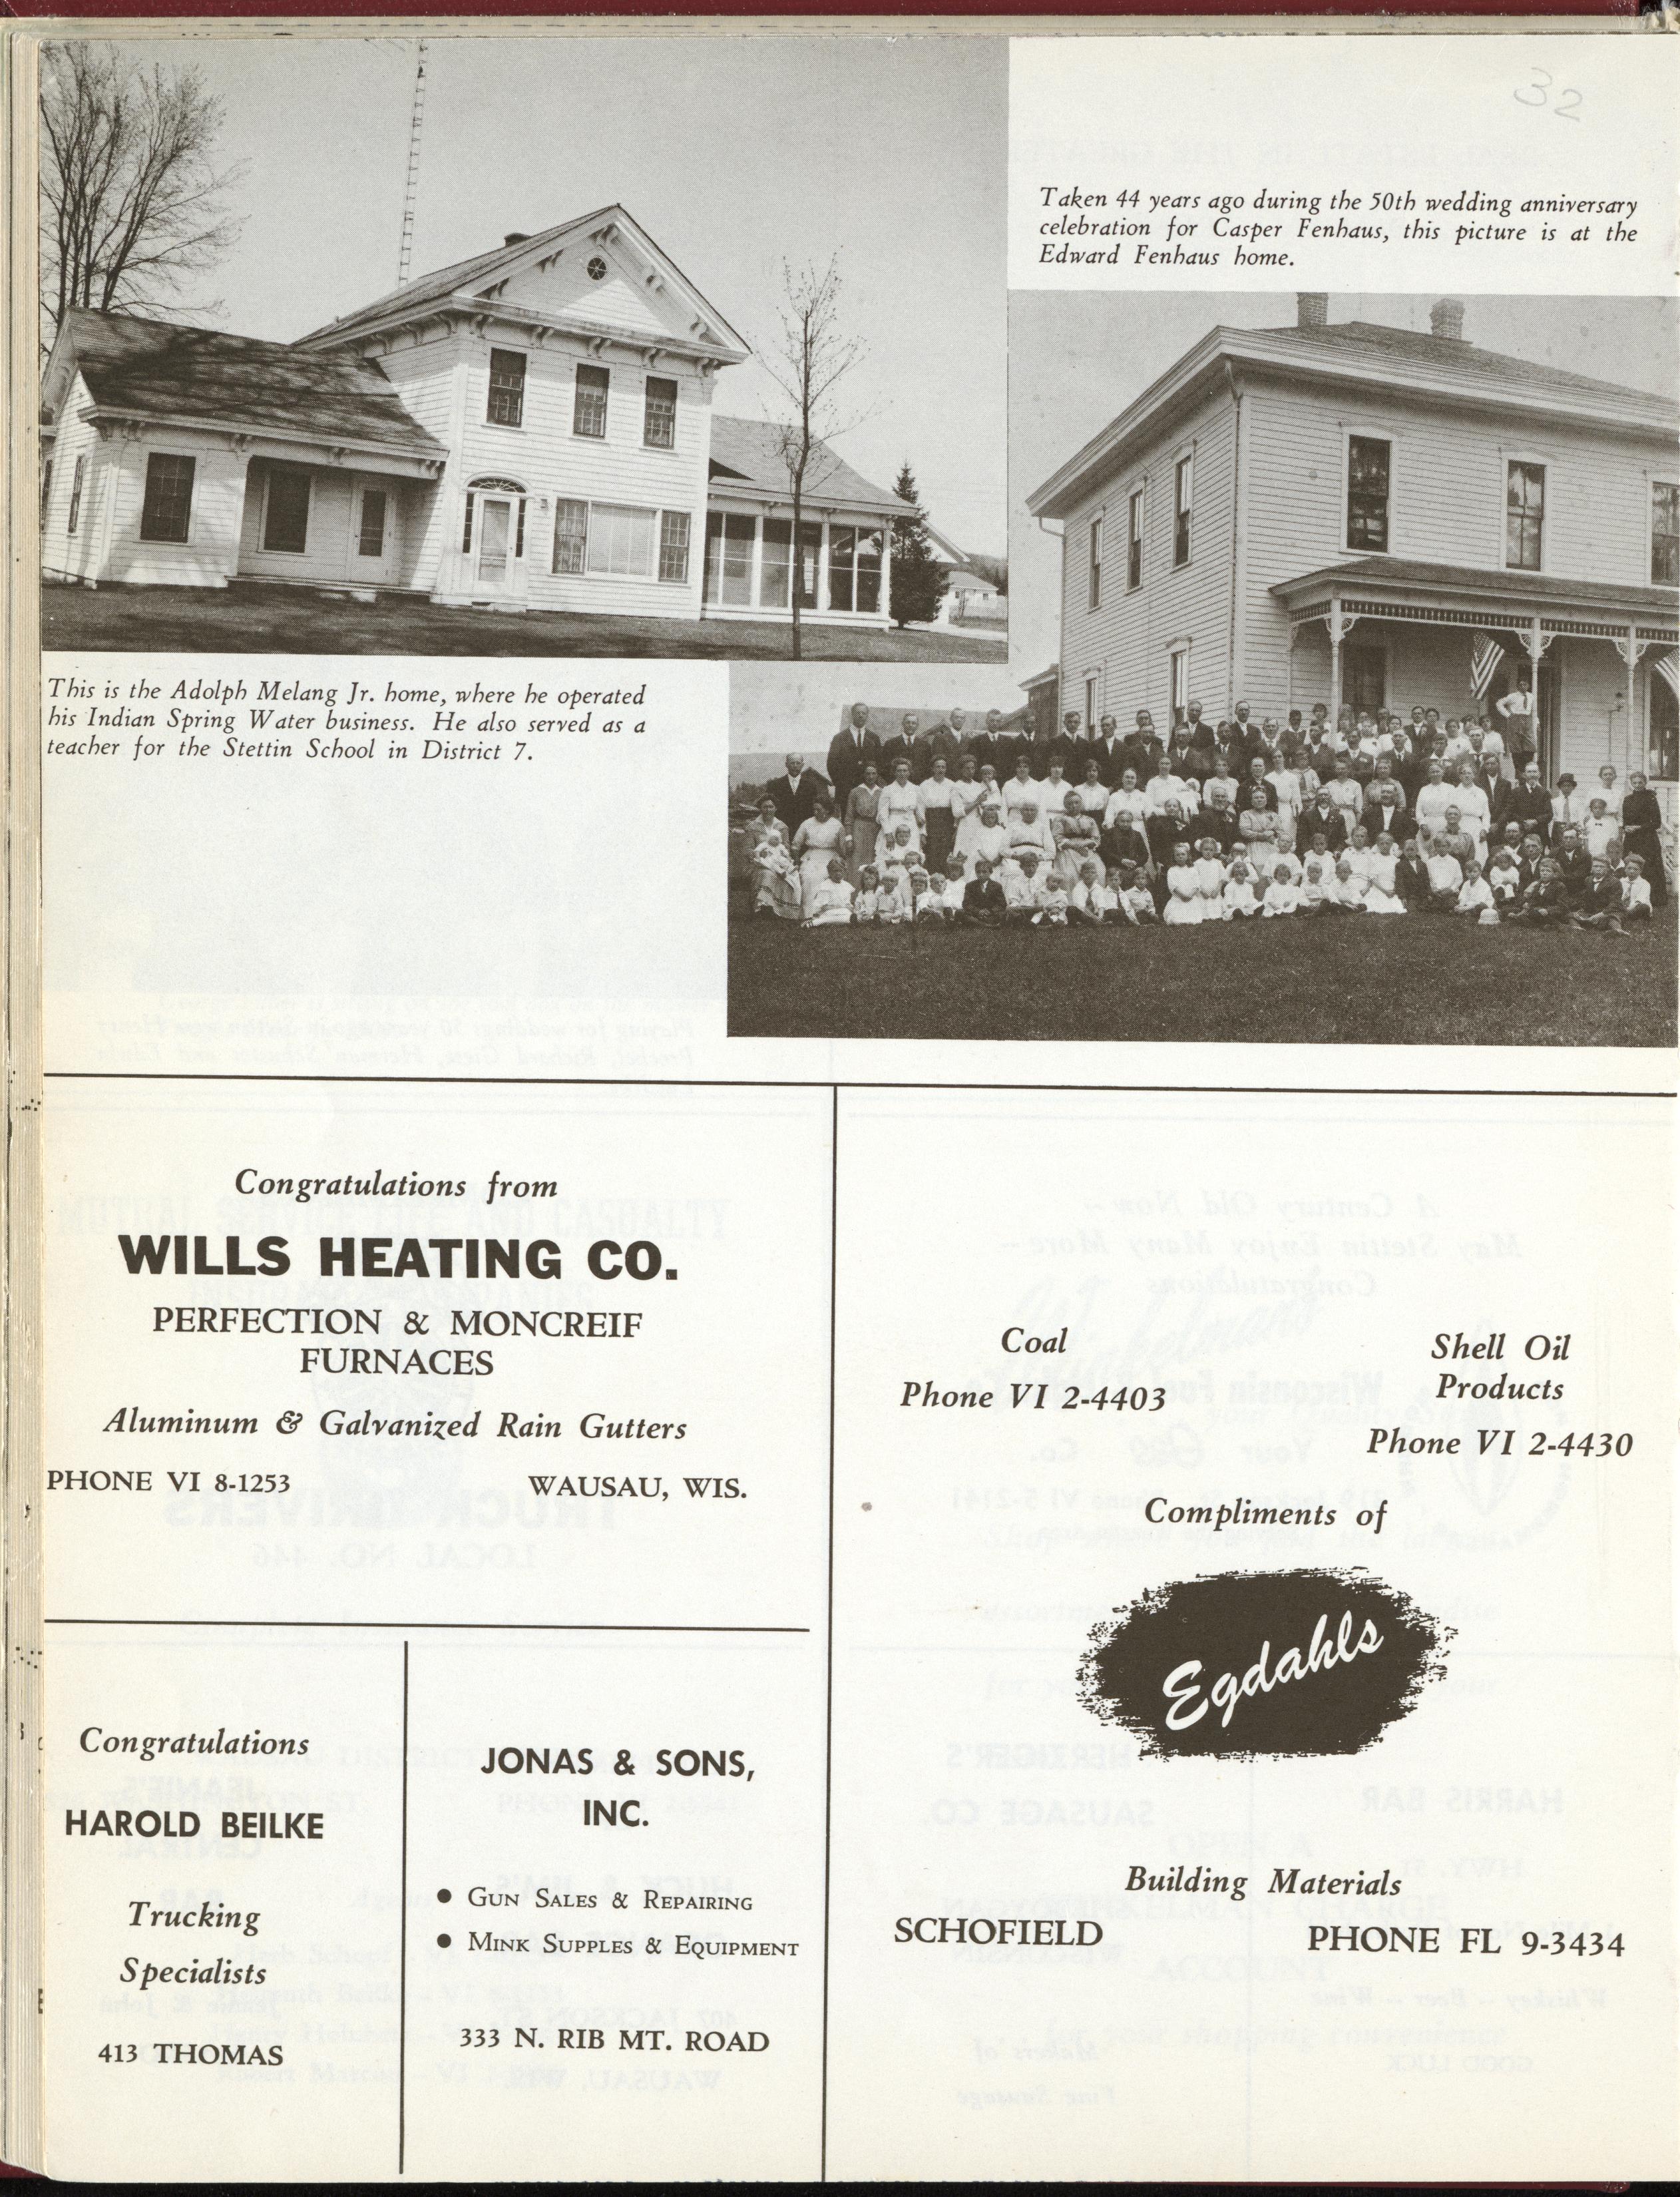 32
Taken 44 years ago during the 50th wedding anniversary
celebration for Casper Fenhaus, this picture is at the
Edward Fenhaus home.
This is the Adolph Melang Jr. home, where he operated
his Indian Spring Water business. He also served as a
teacher for the Stettin School in District 7.
Congratulations from
WILLS HEATING CO.
PERFECTION & MONCREIF
FURNACES
Aluminum & Galvanized Rain Gutters
PHONE VI 8-1253 WAUSAU, WIS.
Congratulations
HAROLD BEILKE
Trucking
Specialists
413 THOMAS
JONAS & SONS,
INC.
• GUN SALES & REPAIRING
• MINK SUPPLES & EQUIPMENT
333 N. RIB MT. ROAD
Coal
Phone VI 2-4403
Shell Oil
Products
Phone VI 2-4430
Compliments of
Egdahls
Building Materials
SCHOFIELD PHONE FL 9-3434